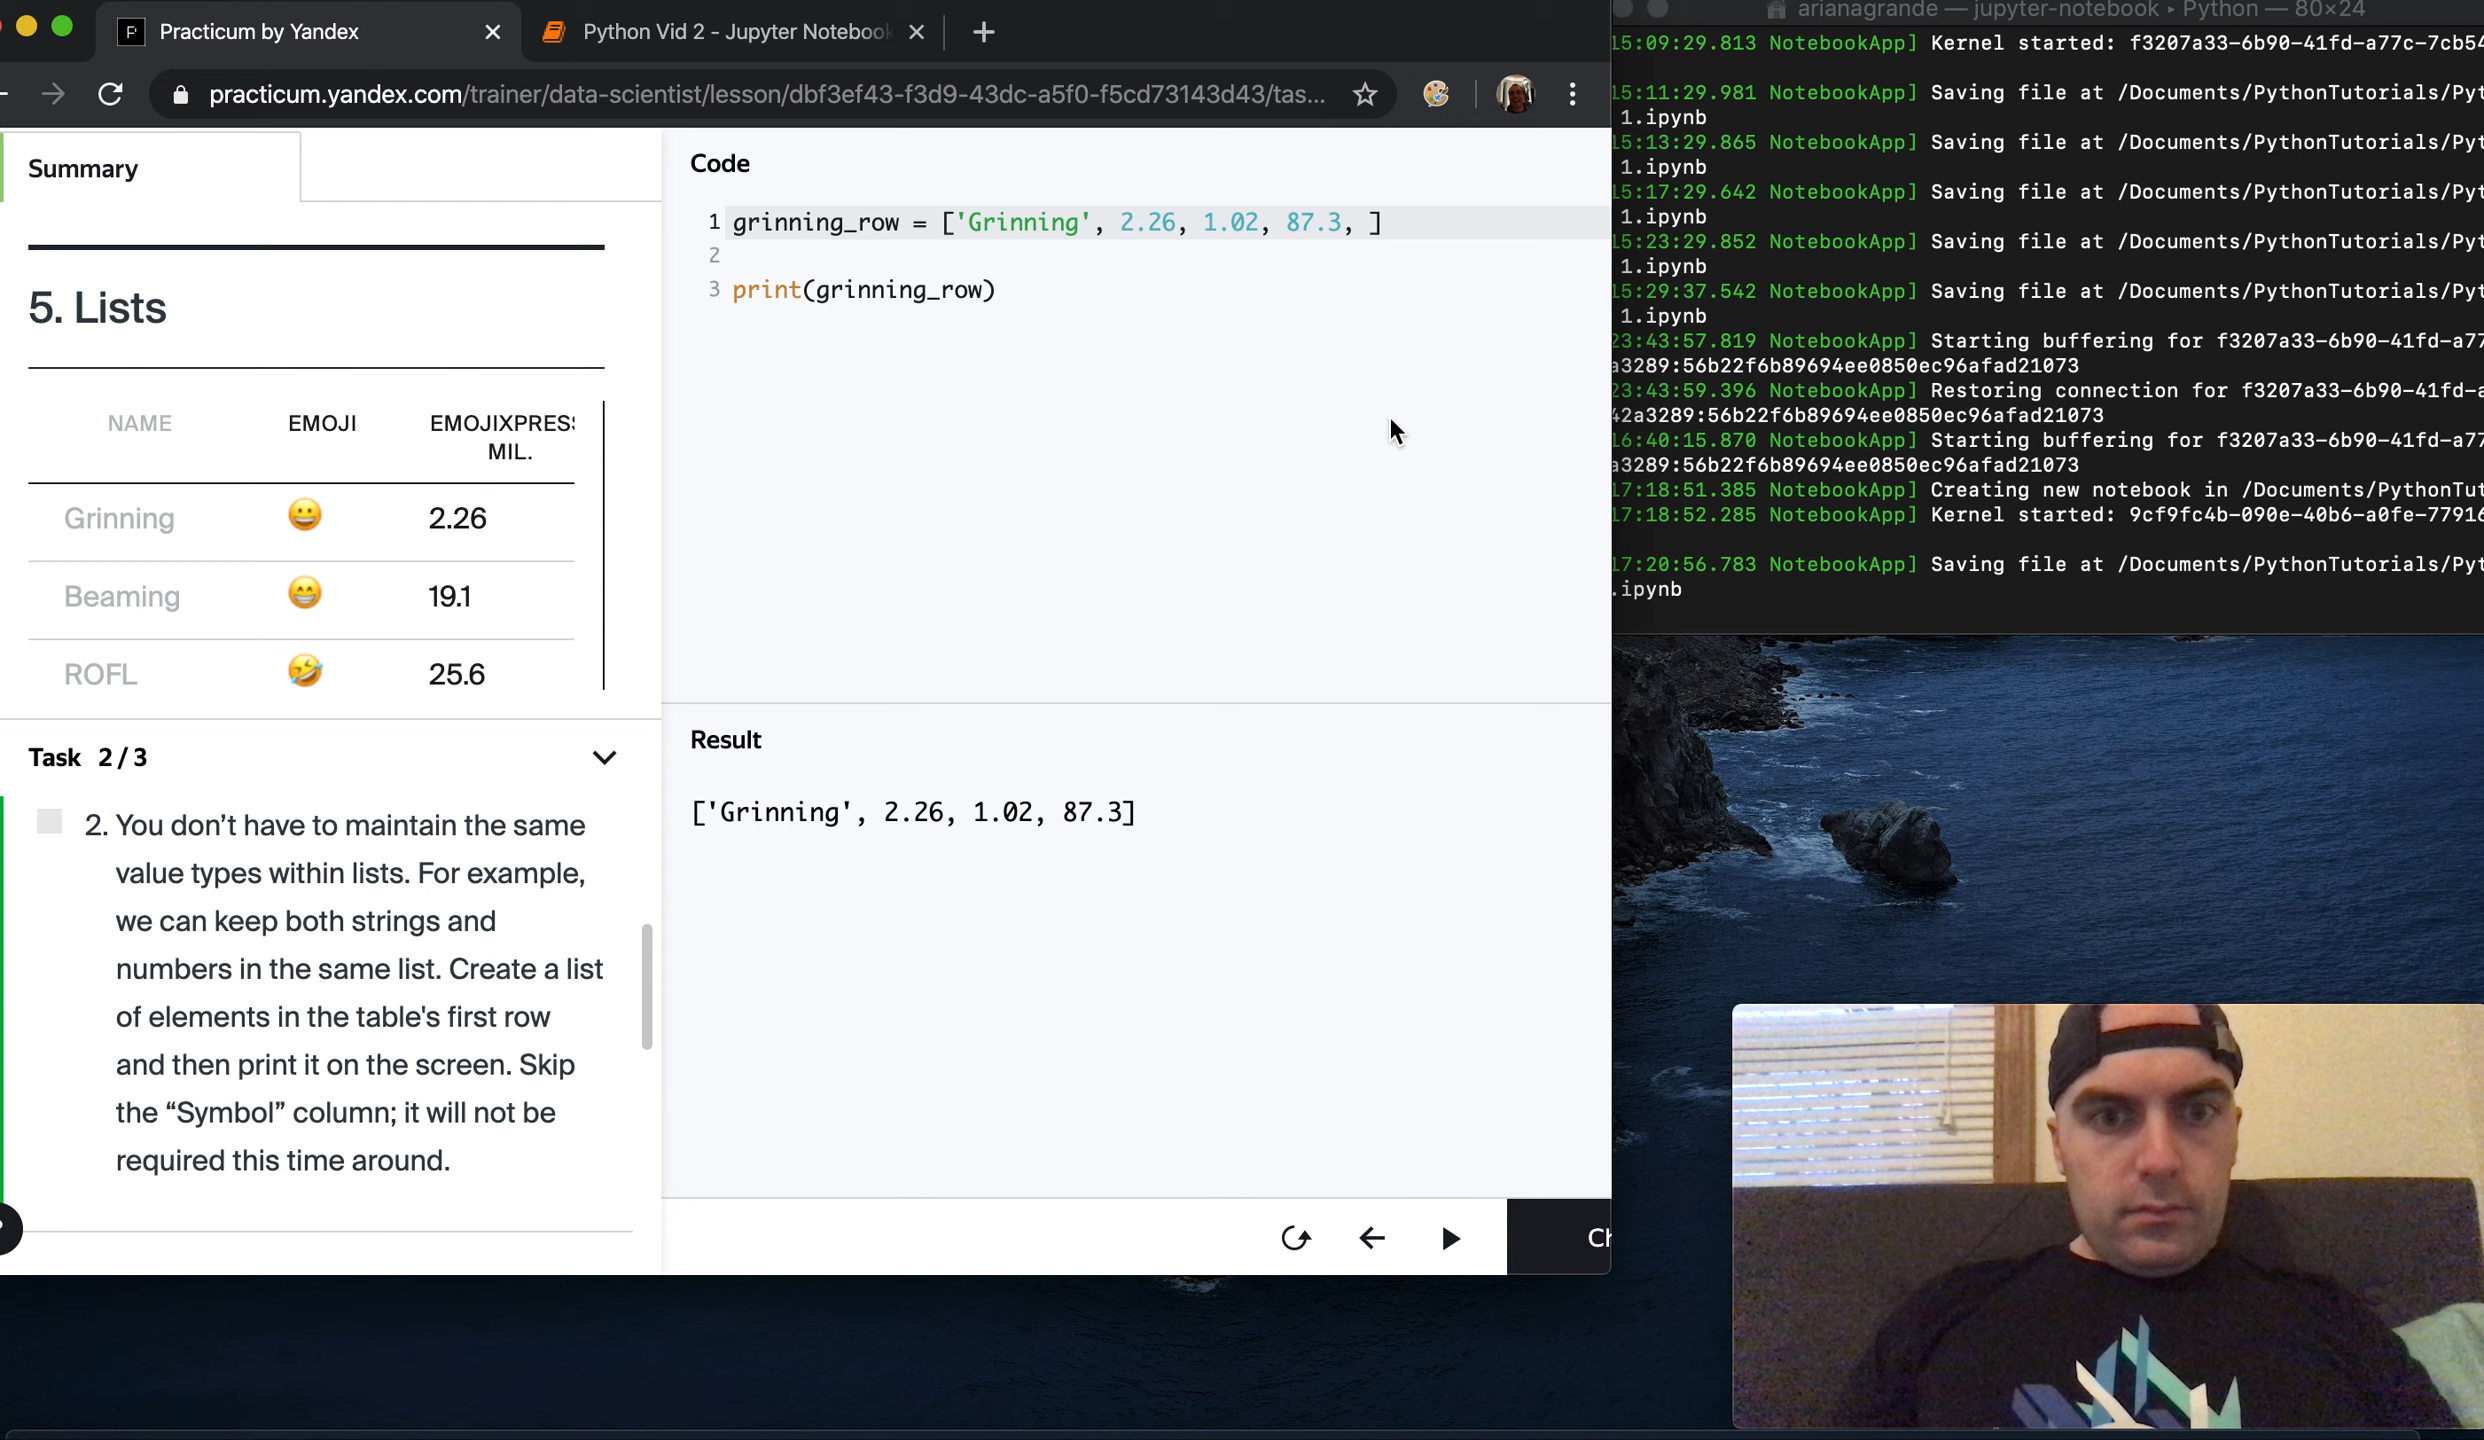 Practicum by Yandex
Python Vid 2 - Jupyter Notebook
practicum.yandex.com/trainer/data-scientist/lesson/dbf3ef43-f3d9-43dc-a5f0-f5cd73143d43/tas...
Summary
5. Lists
NAME EMOJI EMOJIXPRES
MIL.
Grinning 😀 2.26
Beaming 😁 19.1
ROFL 🤣 25.6
Task 2 / 3
2. You don’t have to maintain the same
value types within lists. For example,
we can keep both strings and
numbers in the same list. Create a list
of elements in the table's first row
and then print it on the screen. Skip
the “Symbol” column; it will not be
required this time around.
Code
1 grinning_row = ['Grinning', 2.26, 1.02, 87.3, ]
2
3 print(grinning_row)
Result
['Grinning', 2.26, 1.02, 87.3]
Ch
arianagrande — jupyter-notebook ▸ Python — 80×24
15:09:29.813 NotebookApp] Kernel started: f3207a33-6b90-41fd-a77c-7cb54
15:11:29.981 NotebookApp] Saving file at /Documents/PythonTutorials/Pyt
1.ipynb
15:13:29.865 NotebookApp] Saving file at /Documents/PythonTutorials/Pyt
1.ipynb
15:17:29.642 NotebookApp] Saving file at /Documents/PythonTutorials/Pyt
1.ipynb
15:23:29.852 NotebookApp] Saving file at /Documents/PythonTutorials/Pyt
1.ipynb
15:29:37.542 NotebookApp] Saving file at /Documents/PythonTutorials/Pyt
1.ipynb
23:43:57.819 NotebookApp] Starting buffering for f3207a33-6b90-41fd-a77
a3289:56b22f6b89694ee0850ec96afad21073
23:43:59.396 NotebookApp] Restoring connection for f3207a33-6b90-41fd-a
42a3289:56b22f6b89694ee0850ec96afad21073
16:40:15.870 NotebookApp] Starting buffering for f3207a33-6b90-41fd-a77
a3289:56b22f6b89694ee0850ec96afad21073
17:18:51.385 NotebookApp] Creating new notebook in /Documents/PythonTut
17:18:52.285 NotebookApp] Kernel started: 9cf9fc4b-090e-40b6-a0fe-77916
17:20:56.783 NotebookApp] Saving file at /Documents/PythonTutorials/Pyt
.ipynb